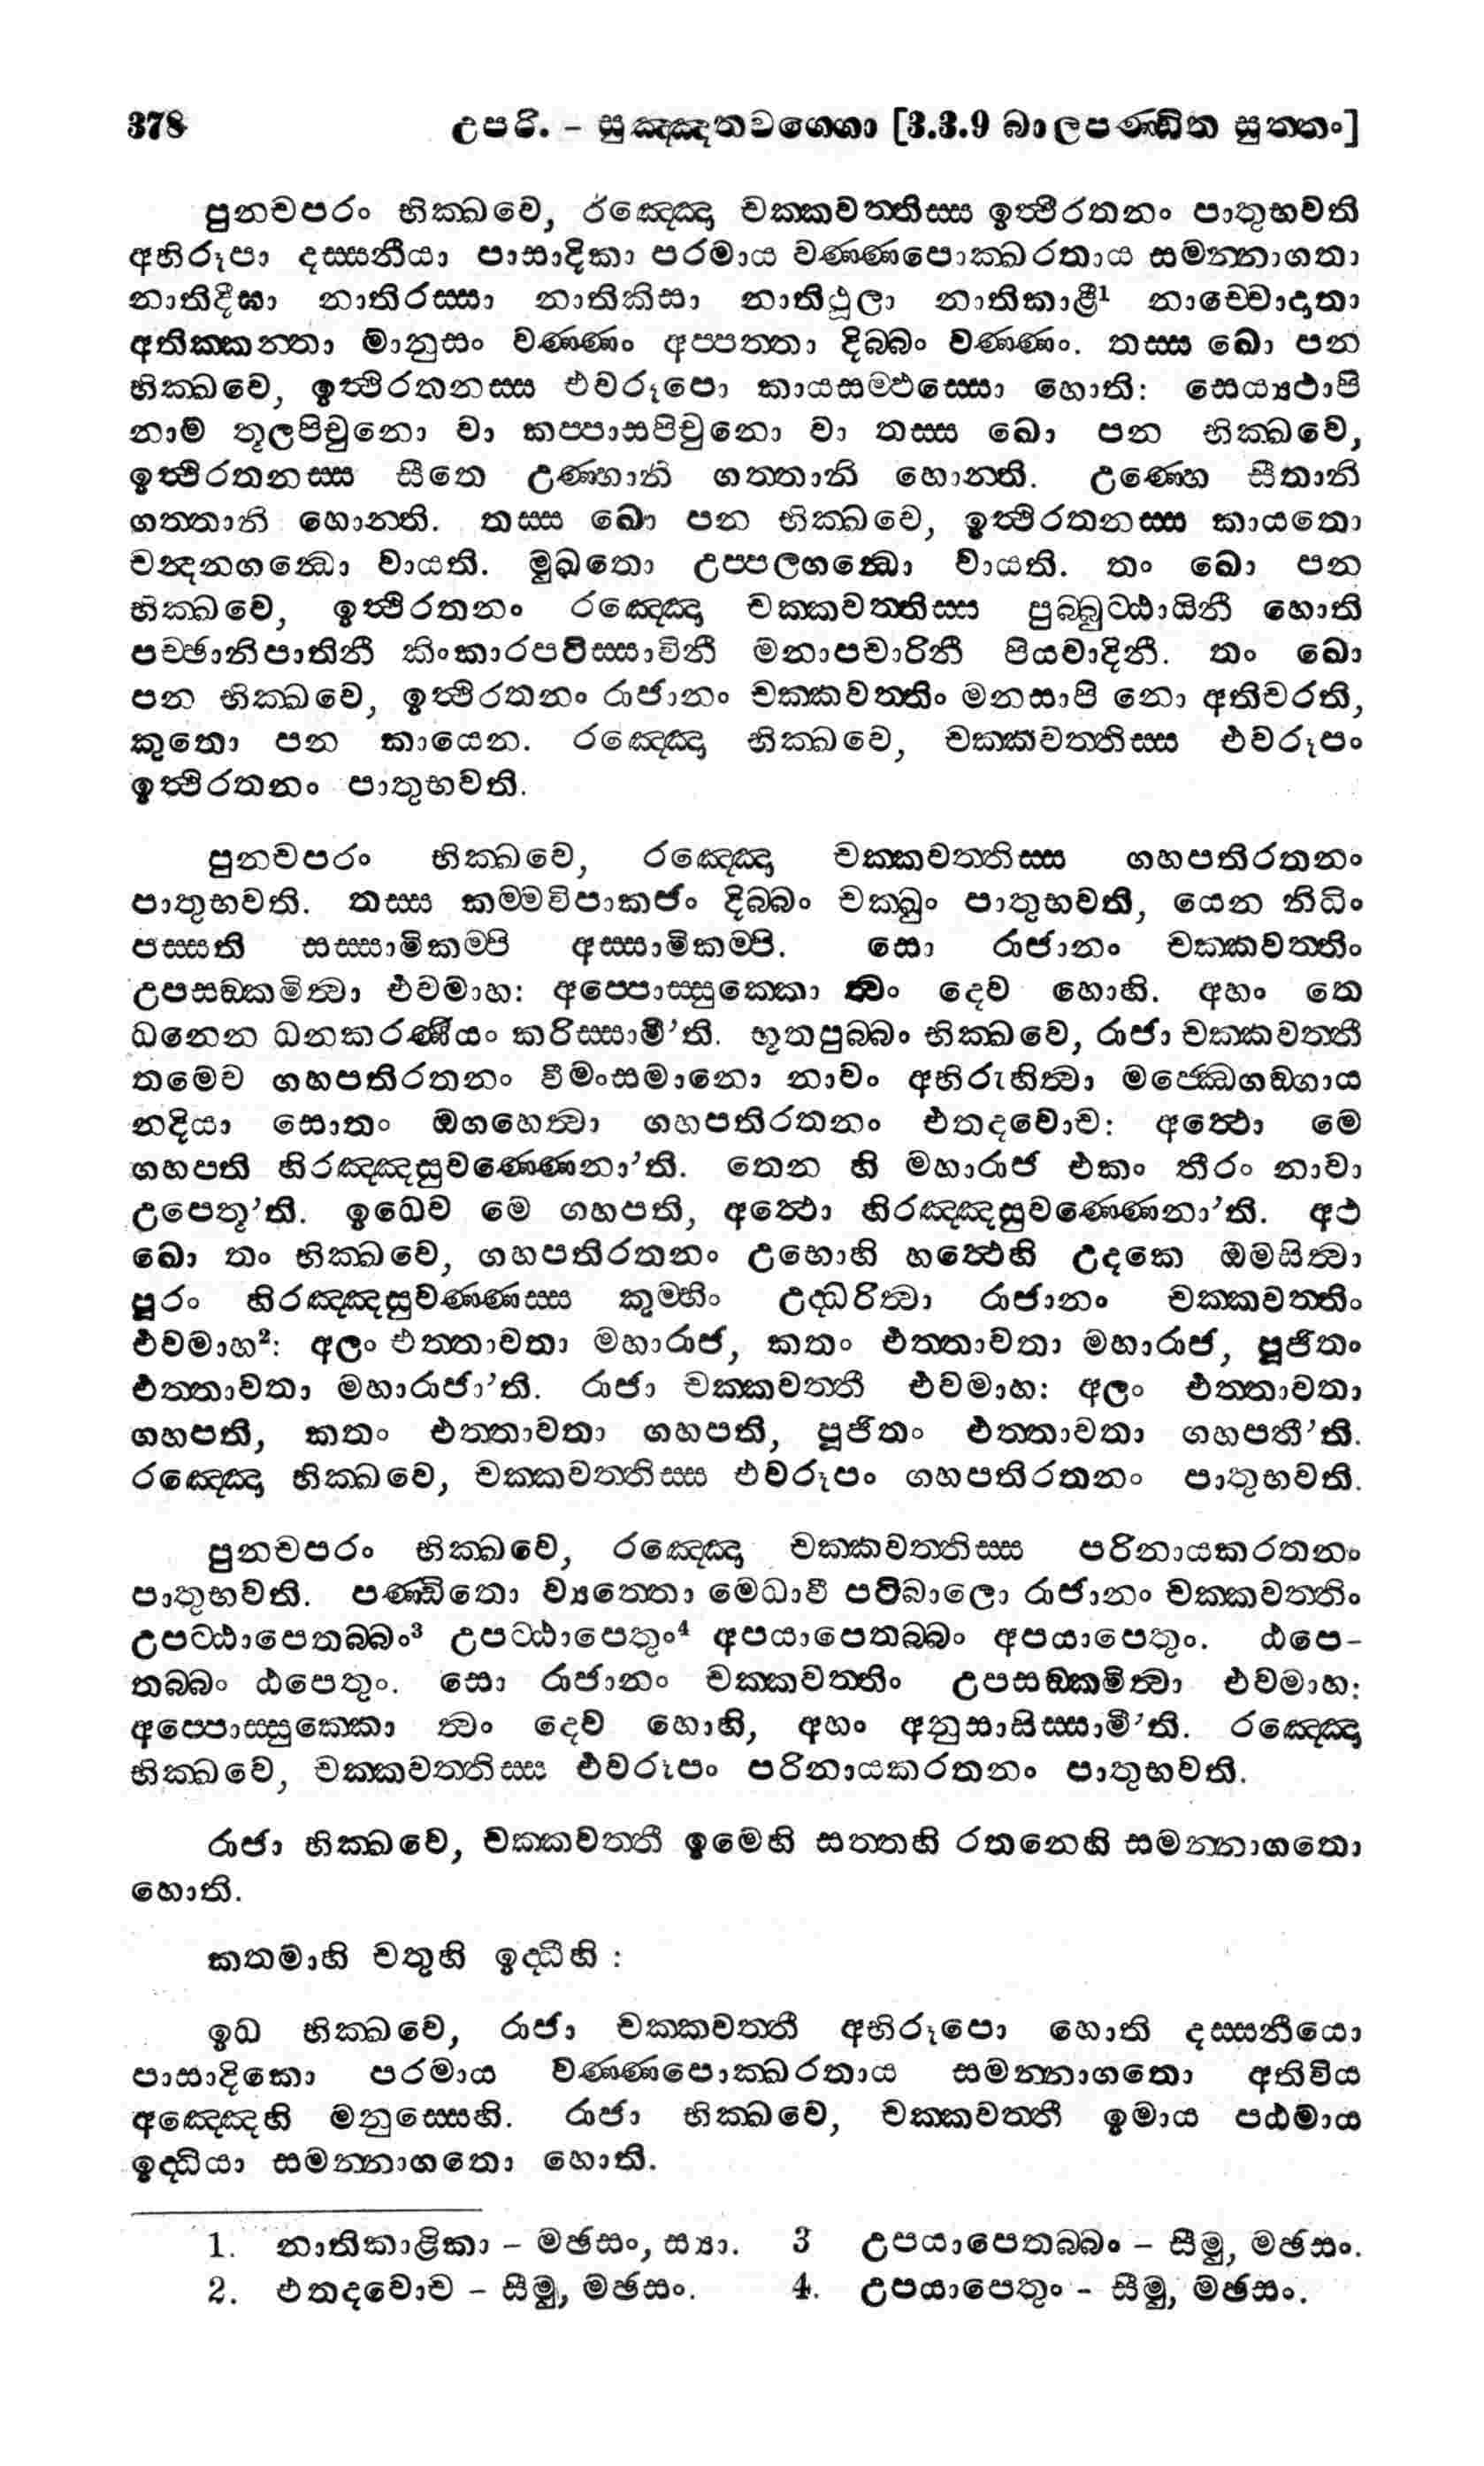 378 උපරි. – සුඤ්ඤතවග්ගො [3.3.9 බාලපණ්ඩිත සුත්තං]
පුනචපරං භික්ඛවෙ, රඤ්ඤො චක්කවත්තිස්ස ඉත්ථිරතනං පාතුභවති
අභිරූපා දස්සනීයා පාසාදිකා පරමාය වණ්ණපොක්ඛරතාය සමන්නාගතා
නාතිදීඝා නාතිරස්සා නාතිකිසා නාතිථූලා නාතිකාළී¹ නාච්චොදාතා
අතික්කන්තා මානුසං වණ්ණං අප්පත්තා දිබ්බං වණ්ණං. තස්ස ඛො පන
භික්ඛවෙ, ඉත්ථිරතනස්ස එවරූපො කායසම්ඵස්සො හොති: සෙය්‍යථාපි
නාම තූලපිචුනො වා කප්පාසපිචුනො වා තස්ස ඛො පන භික්ඛවෙ,
ඉත්ථිරතනස්ස සීතෙ උණ්හානි ගත්තානි හොන්ති. උණ්හෙ සීතානි
ගත්තානි හොන්ති. තස්ස ඛො පන භික්ඛවෙ, ඉත්ථිරතනස්ස කායතො
චන්දනගන්ධො වායති. මුඛතො උප්පලගන්ධො වායති. තං ඛො පන
භික්ඛවෙ, ඉත්ථිරතනං රඤ්ඤො චක්කවත්තිස්ස පුබ්බුට්ඨායිනී හොති
පච්ඡානිපාතිනී කිංකාරපටිස්සාවිනී මනාපචාරිනී පියවාදිනී. තං ඛො
පන භික්ඛවෙ, ඉත්ථිරතනං රාජානං චක්කවත්තිං මනසාපි නො අතිචරති,
කුතො පන කායෙන. රඤ්ඤො භික්ඛවෙ, චක්කවත්තිස්ස එවරූපං
ඉත්ථිරතනං පාතුභවති.
පුනචපරං භික්ඛවෙ, රඤ්ඤො චක්කවත්තිස්ස ගහපතිරතනං
පාතුභවති. තස්ස කම්මවිපාකජං දිබ්බං චක්ඛුං පාතුභවති, යෙන නිධිං
පස්සති සස්සාමිකම්පි අස්සාමිකම්පි. සො රාජානං චක්කවත්තිං
උපසඞ්කමිත්වා එවමාහ: අප්පොස්සුක්කො ත්වං දෙව හොහි. අහං තෙ
ධනෙන ධනකරණීයං කරිස්සාමී’ති. භූතපුබ්බං භික්ඛවෙ, රාජා චක්කවත්තී
තමෙව ගහපතිරතනං වීමංසමානො නාවං අභිරුහිත්වා මජ්ඣෙගඞ්ගාය
නදියා සොතං ඔගහෙත්වා ගහපතිරතනං එතදවොච: අත්ථො මෙ
ගහපති හිරඤ්ඤසුවණ්ණෙනා’ති. තෙන හි මහාරාජ එකං තීරං නාවා
උපෙතූ’ති. ඉධෙව මෙ ගහපති, අත්ථො හිරඤ්ඤසුවණ්ණෙනා’ති. අථ
ඛො තං භික්ඛවෙ, ගහපතිරතනං උභොහි හත්ථෙහි උදකෙ ඔමසිත්වා
පූරං හිරඤ්ඤසුවණ්ණස්ස කුම්භිං උද්ධරිත්වා රාජානං චක්කවත්තිං
එවමාහ²: අලං එත්තාවතා මහාරාජ, කතං එත්තාවතා මහාරාජ, පූජිතං
එත්තාවතා මහාරාජා’ති. රාජා චක්කවත්තී එවමාහ: අලං එත්තාවතා
ගහපති, කතං එත්තාවතා ගහපති, පූජිතං එත්තාවතා ගහපතී’ති.
රඤ්ඤො භික්ඛවෙ, චක්කවත්තිස්ස එවරූපං ගහපතිරතනං පාතුභවති.
පුනචපරං භික්ඛවෙ, රඤ්ඤො චක්කවත්තිස්ස පරිනායකරතනං
පාතුභවති. පණ්ඩිතො ව්‍යත්තො මෙධාවී පටිබාලො රාජානං චක්කවත්තිං
උපට්ඨාපෙතබ්බං³ උපට්ඨාපෙතුං⁴ අපයාපෙතබ්බං අපයාපෙතුං. ඨපෙ-
තබ්බං ඨපෙතුං. සො රාජානං චක්කවත්තිං උපසඞ්කමිත්වා එවමාහ:
අප්පොස්සුක්කො ත්වං දෙව හොහි, අහං අනුසාසිස්සාමී’ති. රඤ්ඤො
භික්ඛවෙ, චක්කවත්තිස්ස එවරූපං පරිනායකරතනං පාතුභවති.
රාජා භික්ඛවෙ, චක්කවත්තී ඉමෙහි සත්තහි රතනෙහි සමන්නාගතො
හොති.
කතමාහි චතුහි ඉද්ධීහි :
ඉධ භික්ඛවෙ, රාජා චක්කවත්තී අභිරූපො හොති දස්සනීයො
පාසාදිකො පරමාය වණ්ණපොක්ඛරතාය සමන්නාගතො අතිවිය
අඤ්ඤෙහි මනුස්සෙහි. රාජා භික්ඛවෙ, චක්කවත්තී ඉමාය පඨමාය
ඉද්ධියා සමන්නාගතො හොති.
1. නාතිකාළිකා – මඡසං, ස්‍යා. 3 උපයාපෙතබ්බං – සීමු, මඡසං.
2. එතදවොච – සීමු, මඡසං. 4. උපයාපෙතුං – සීමු, මඡසං.